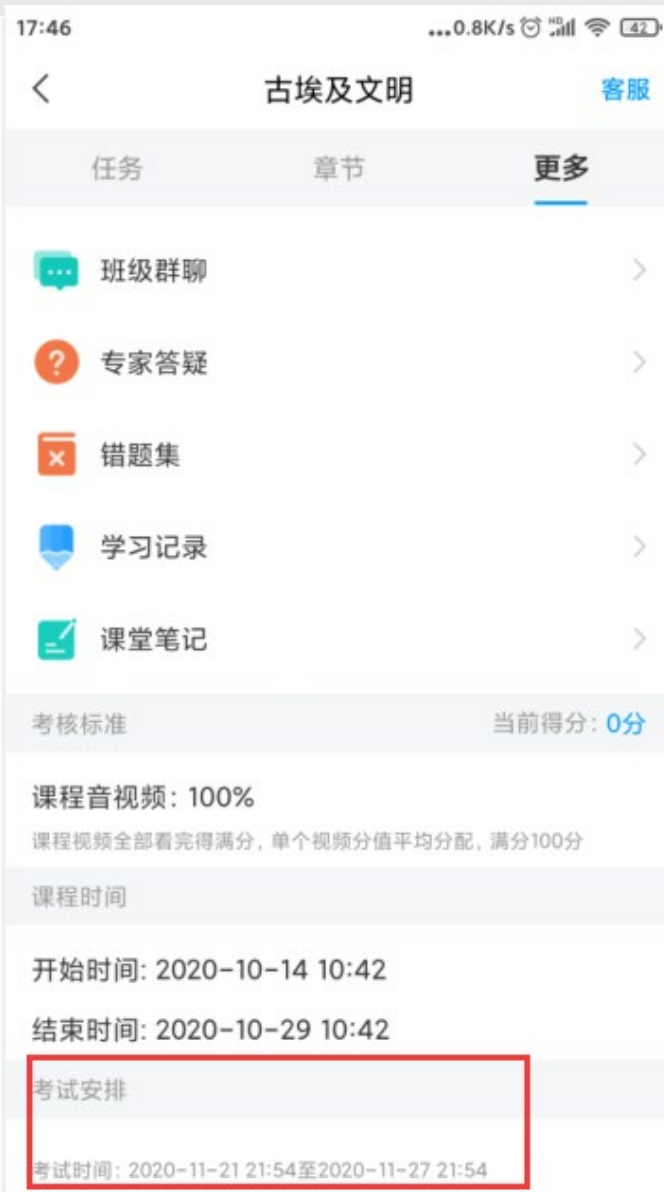 17:46
...0.8K/s HD 42
古埃及文明
客服
任务 章节 更多
班级群聊
专家答疑
错题集
学习记录
课堂笔记
考核标准 当前得分: 0分
课程音视频: 100%
课程视频全部看完得满分, 单个视频分值平均分配, 满分100分
课程时间
开始时间: 2020-10-14 10:42
结束时间: 2020-10-29 10:42
考试安排
考试时间: 2020-11-21 21:54至2020-11-27 21:54